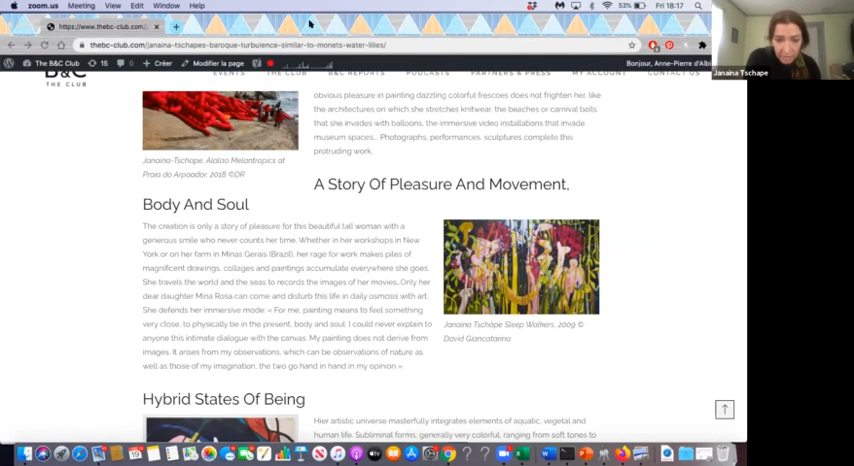 zoom.us Meeting View Edit Window Help 53% Fri 18:17
https://www.thebc-club.com/
thebc-club.com/janaina-tschapes-baroque-turbulence-similar-to-monets-water-lilies/
The B&C Club 15 0 Créer Modifier la page Bonjour, Anne-Pierre d'Albi
Janaina Tschape
B&C
THE CLUB
EVENTS THE CLUB B&C REPORTS PODCASTS PARTNERS & PRESS MY ACCOUNT CONTACT US
obvious pleasure in painting dazzling colorful frescoes does not frighten her, like
the architectures on which she stretches knitwear, the beaches or carnival balls
that she invades with balloons, the immersive video installations that invade
museum spaces... Photographs, performances, sculptures complete this
protruding work.
Janaina-Tschope, Alalao Melantropics at
Praia do Arpoador, 2018 ©DR
A Story Of Pleasure And Movement,
Body And Soul
The creation is only a story of pleasure for this beautiful tall woman with a
generous smile who never counts her time. Whether in her workshops in New
York or on her farm in Minas Gerais (Brazil), her rage for work makes piles of
magnificent drawings, collages and paintings accumulate everywhere she goes.
She travels the world and the seas to records the images of her movies..Only her
dear daughter Mina Rosa can come and disturb this life in daily osmosis with art.
She defends her immersive mode: « For me, painting means to feel something
very close, to physically be in the present, body and soul. I could never explain to
anyone this intimate dialogue with the canvas. My painting does not derive from
images. It arises from my observations, which can be observations of nature as
well as those of my imagination, the two go hand in hand in my opinion ».
Janaina Tschäpe Sleep Walkers, 2009 ©
David Giancatarina
Hybrid States Of Being
Hier artistic universe masterfully integrates elements of aquatic, vegetal and
human life. Subliminal forms, generally very colorful, ranging from soft tones to